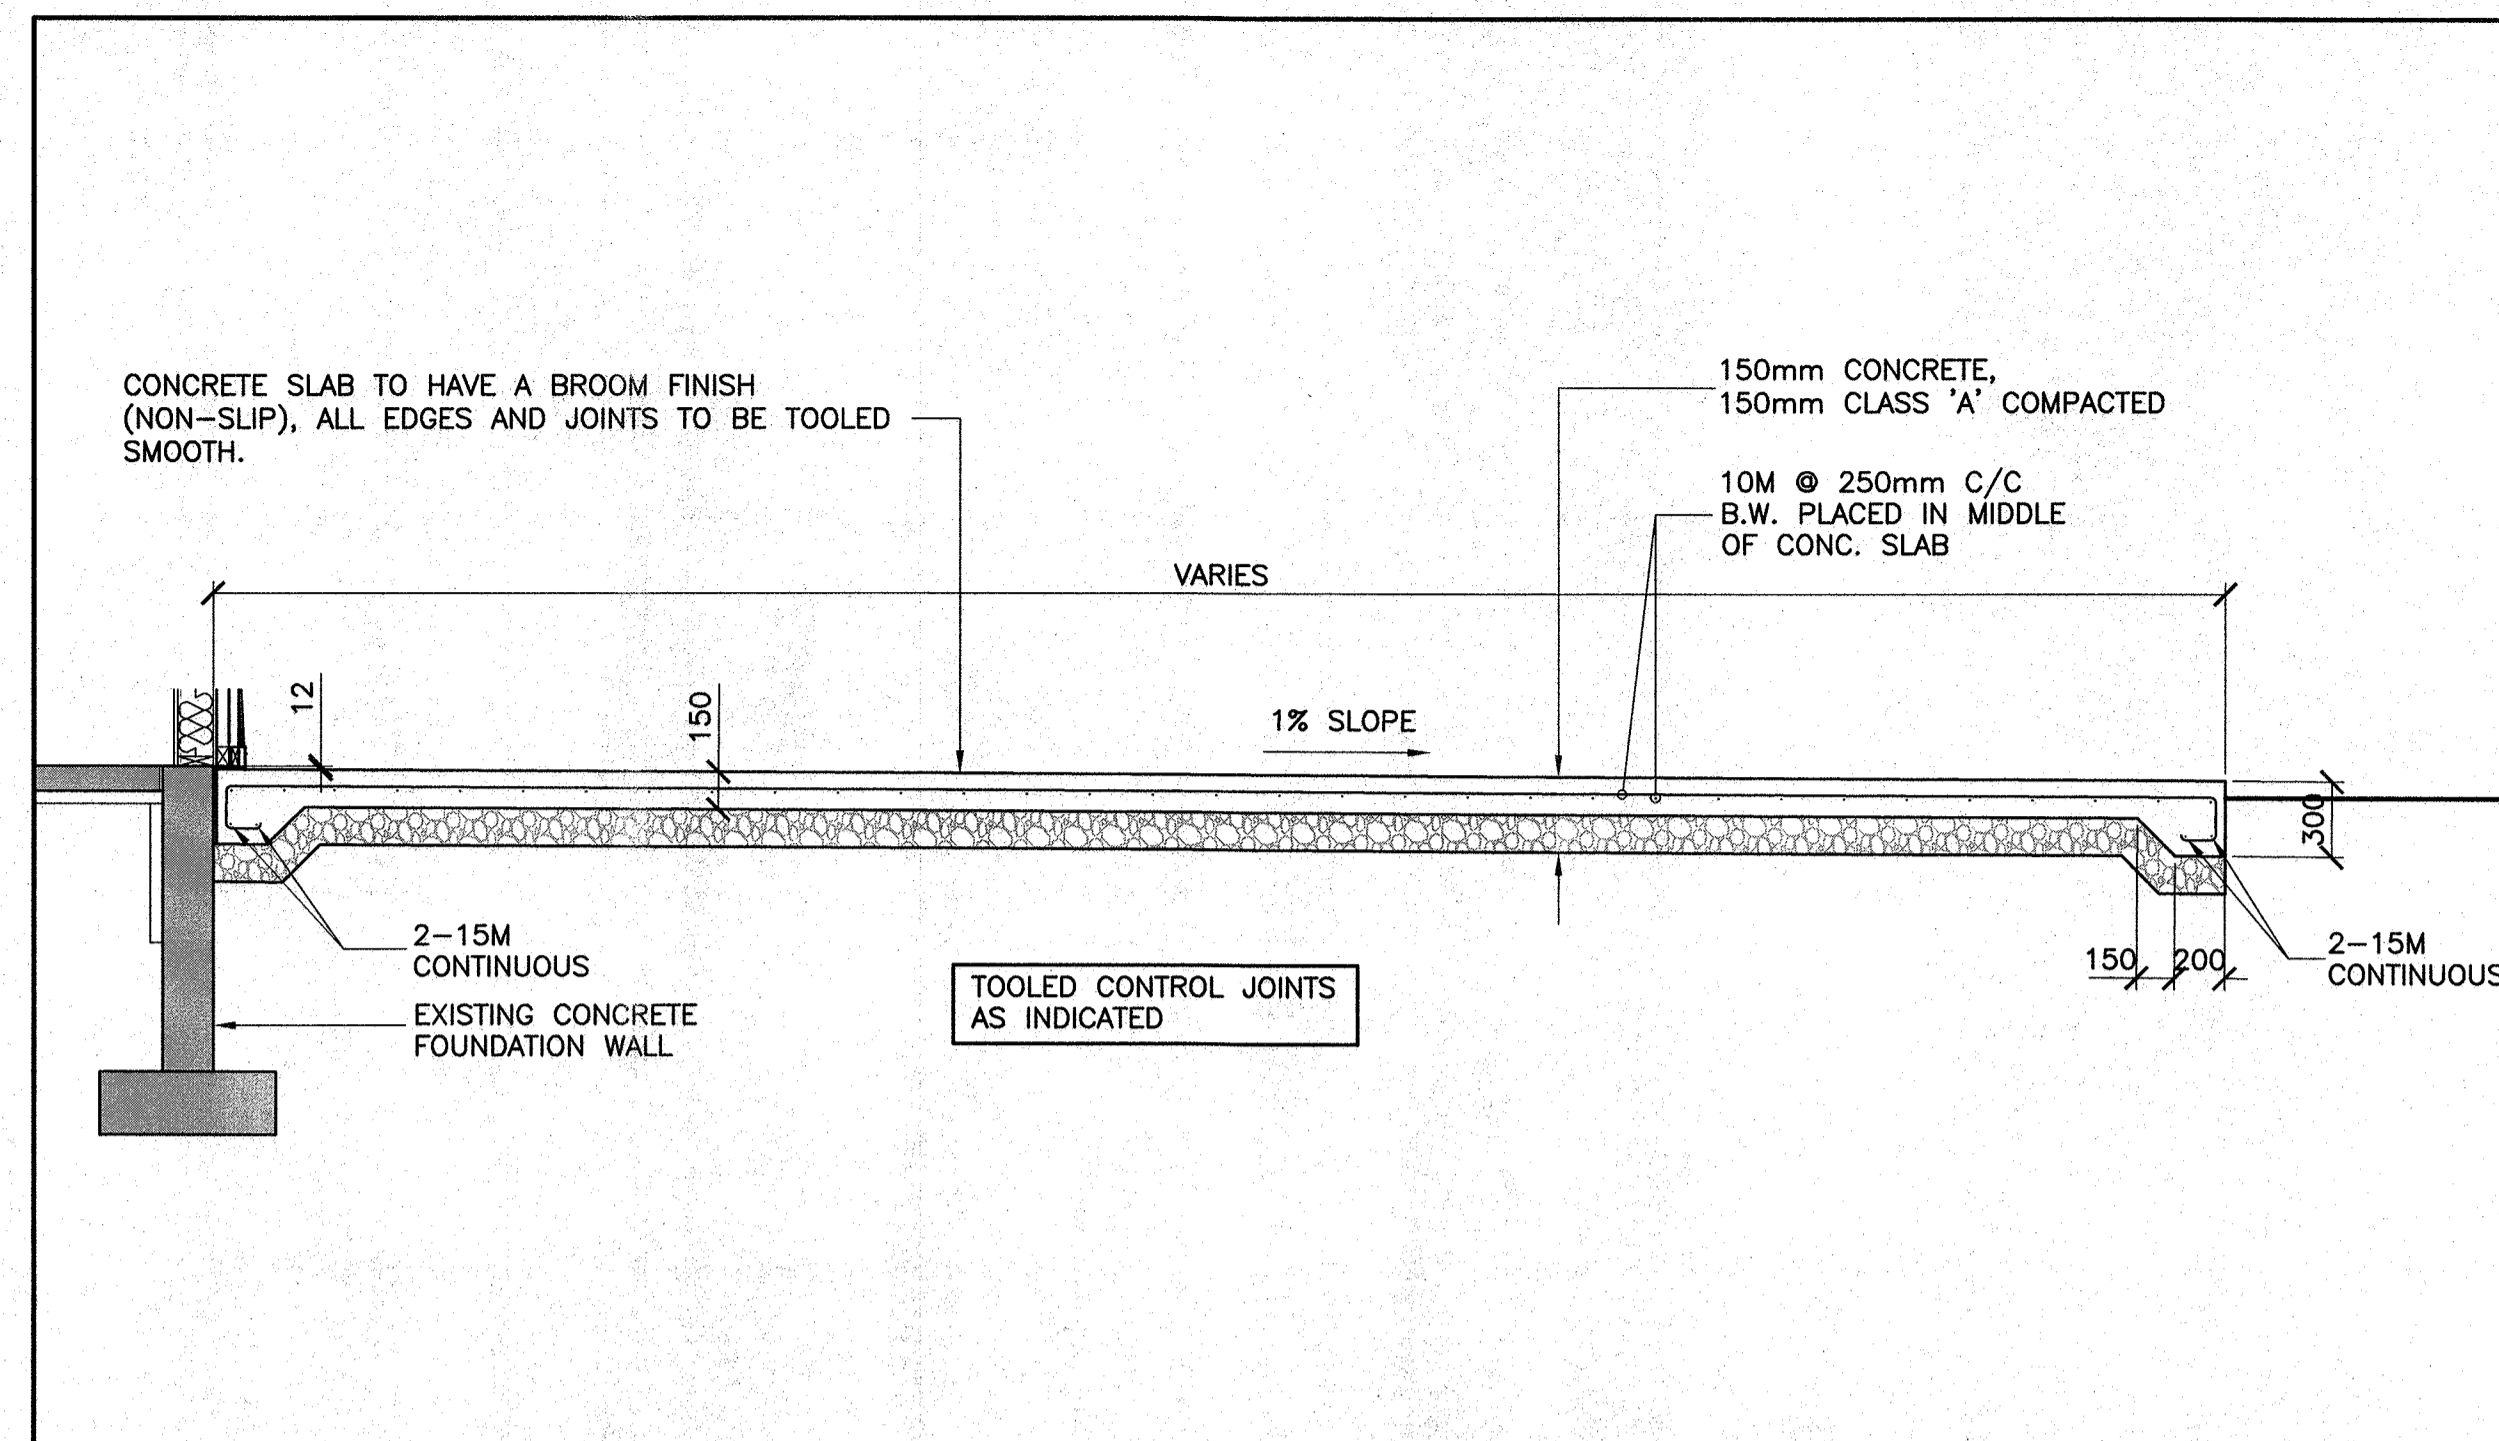 CONCRETE SLAB TO HAVE A BROOM FINISH
(NON-SLIP), ALL EDGES AND JOINTS TO BE TOOLED
SMOOTH.
150mm CONCRETE,
150mm CLASS 'A' COMPACTED
10M @ 250mm C/C
B.W. PLACED IN MIDDLE
OF CONC. SLAB
VARIES
12
150
1% SLOPE
300
2-15M
CONTINUOUS
EXISTING CONCRETE
FOUNDATION WALL
TOOLED CONTROL JOINTS
AS INDICATED
150
200
2-15M
CONTINUOUS